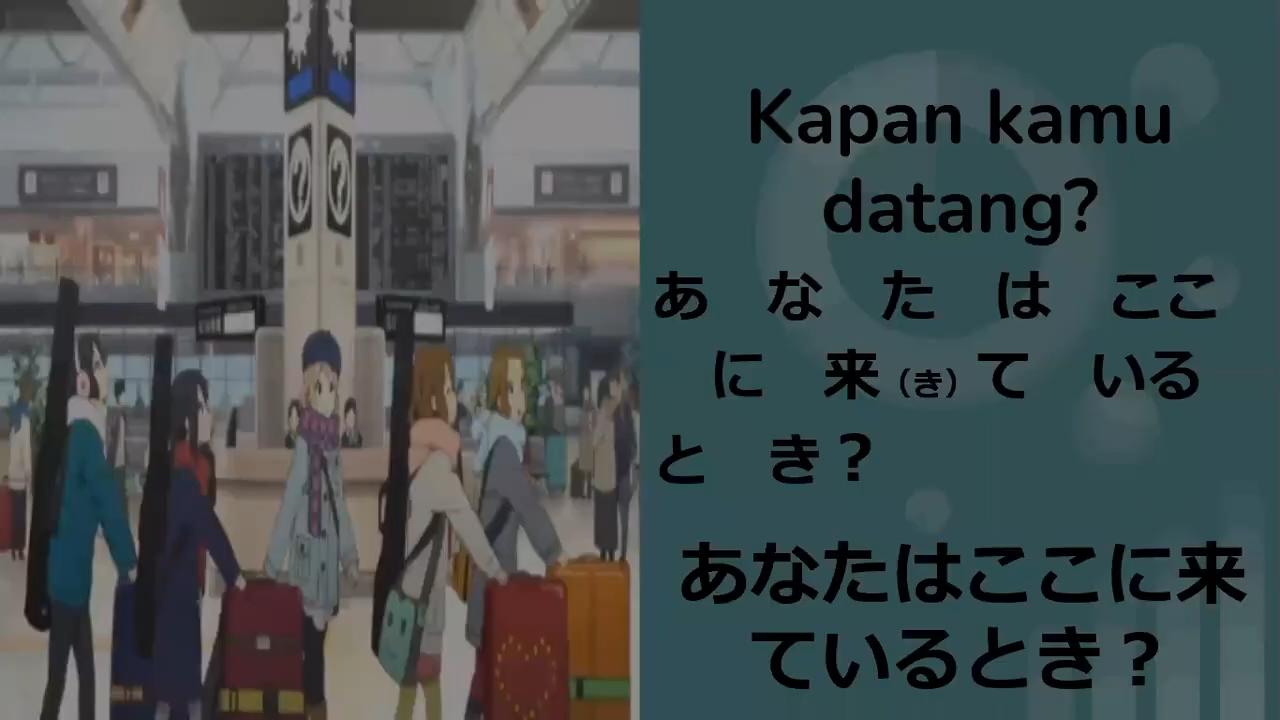 Kapan kamu
datang?
あ な た は ここ
に 来（き）て いる
と き？
あなたはここに来
ているとき？
? ?